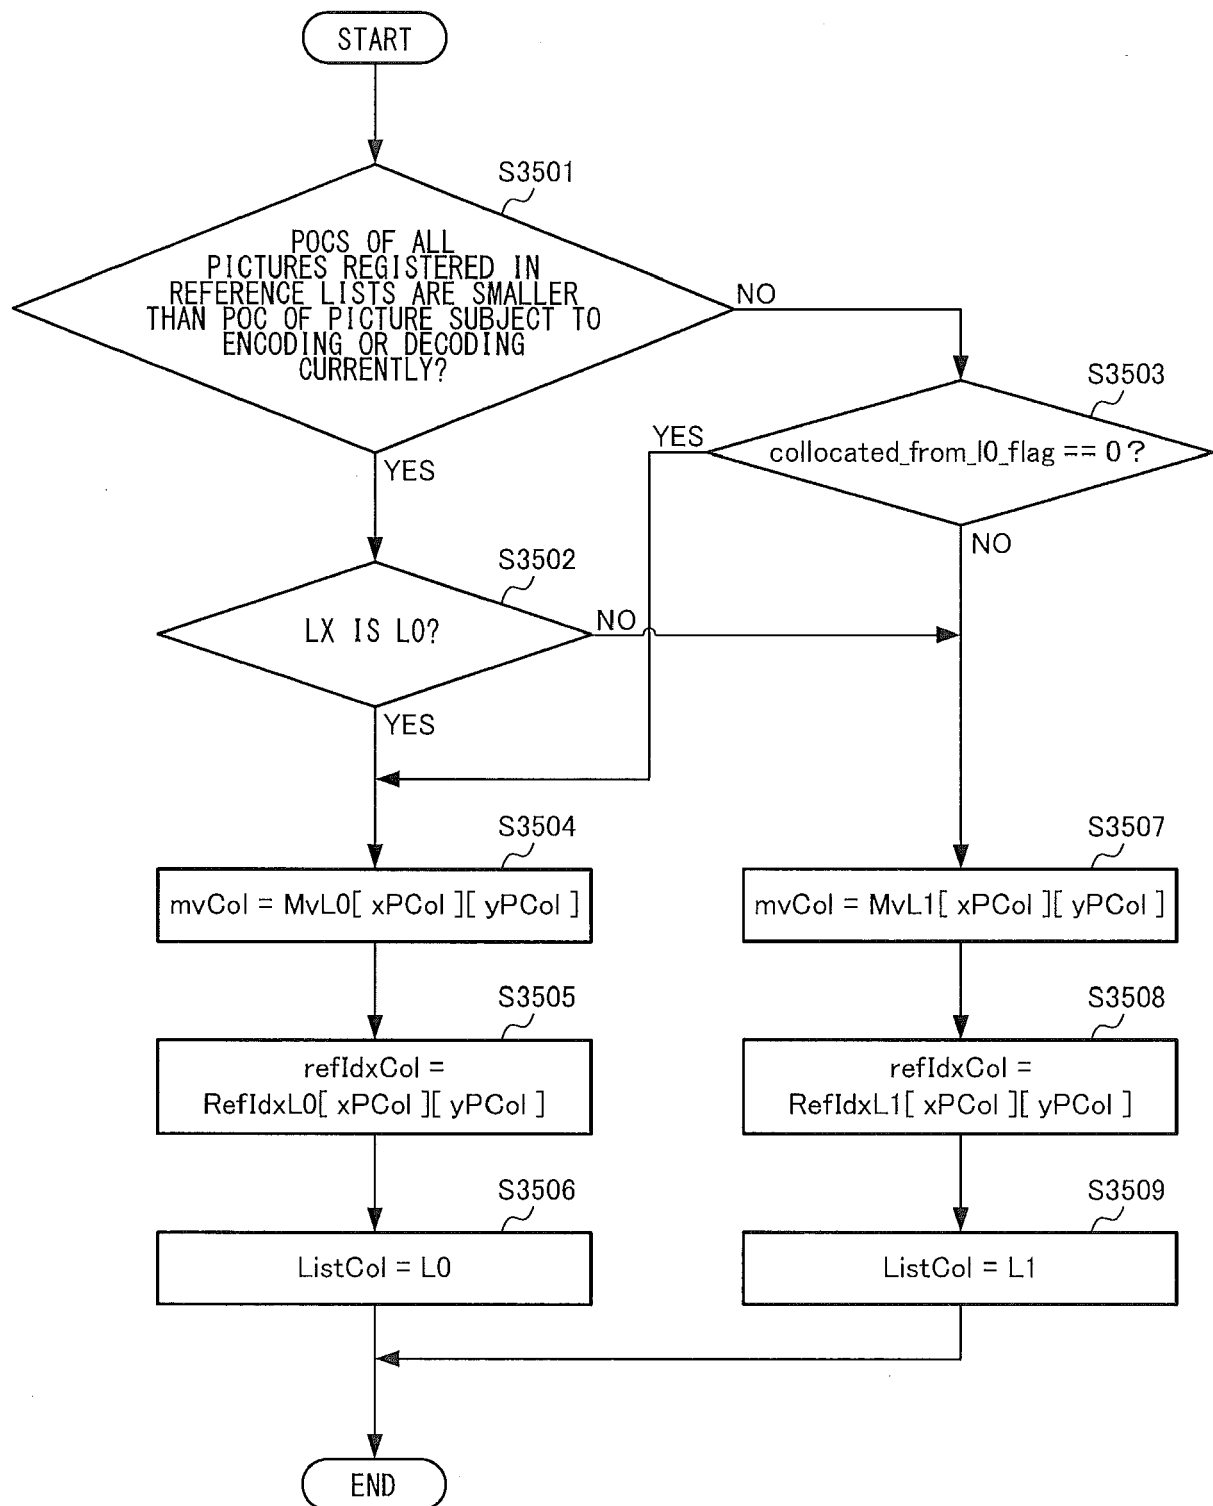 START
S3501
POCS OF ALL
PICTURES REGISTERED IN
REFERENCE LISTS ARE SMALLER
THAN POC OF PICTURE SUBJECT TO
ENCODING OR DECODING
CURRENTLY?
NO
YES
S3503
collocated_from_l0_flag == 0?
YES
NO
S3502
LX IS L0?
NO
YES
S3504
mvCol = MvL0[ xPCol ][ yPCol ]
S3507
mvCol = MvL1[ xPCol ][ yPCol ]
S3505
refIdxCol =
RefIdxL0[ xPCol ][ yPCol ]
S3508
refIdxCol =
RefIdxL1[ xPCol ][ yPCol ]
S3506
ListCol = L0
S3509
ListCol = L1
END